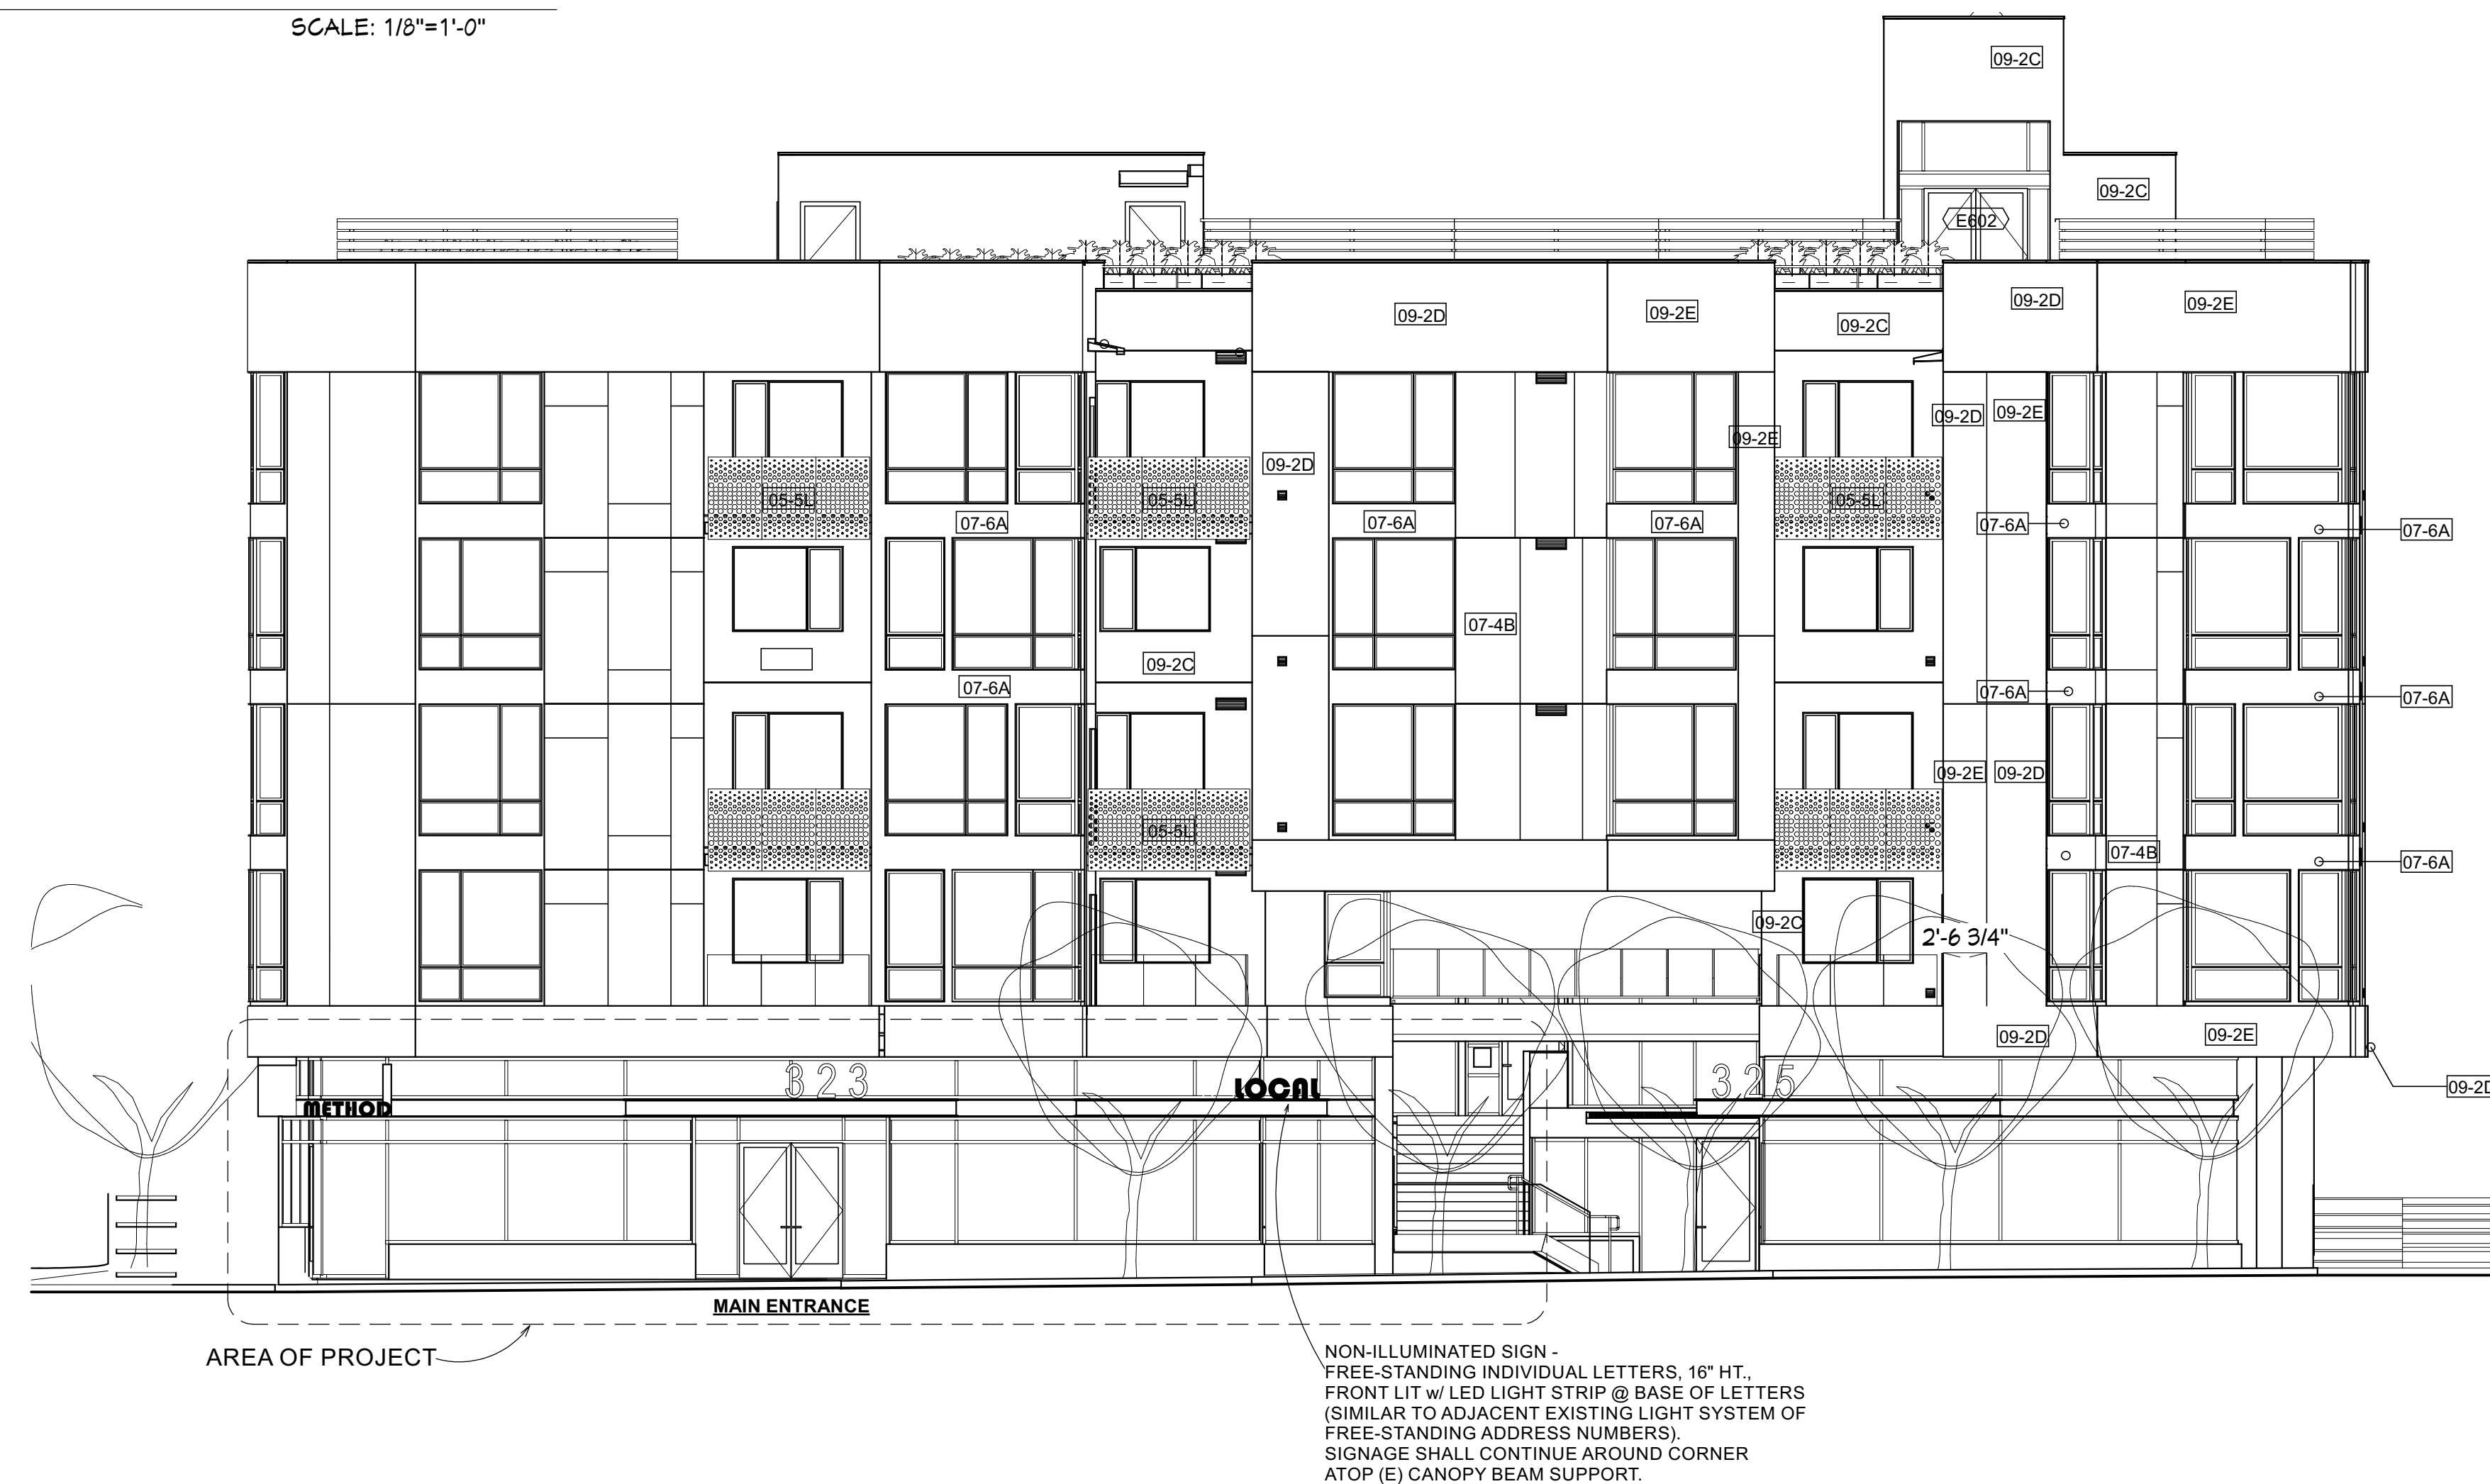 SCALE: 1/8"=1'-0"
09-2C
09-2C
E602
09-2D
09-2E
09-2C
09-2D
09-2E
09-2D
09-2E
09-2E
09-2D
05-5L
05-5L
05-5L
07-6A
07-6A
07-6A
07-6A
07-6A
07-4B
09-2C
07-6A
07-6A
07-6A
09-2E
09-2D
05-5L
07-4B
07-6A
09-2C
2'-6 3/4"
09-2D
09-2E
323
LOCAL
325
09-2D
METHOD
MAIN ENTRANCE
AREA OF PROJECT
NON-ILLUMINATED SIGN -
FREE-STANDING INDIVIDUAL LETTERS, 16" HT.,
FRONT LIT w/ LED LIGHT STRIP @ BASE OF LETTERS
(SIMILAR TO ADJACENT EXISTING LIGHT SYSTEM OF
FREE-STANDING ADDRESS NUMBERS).
SIGNAGE SHALL CONTINUE AROUND CORNER
ATOP (E) CANOPY BEAM SUPPORT.